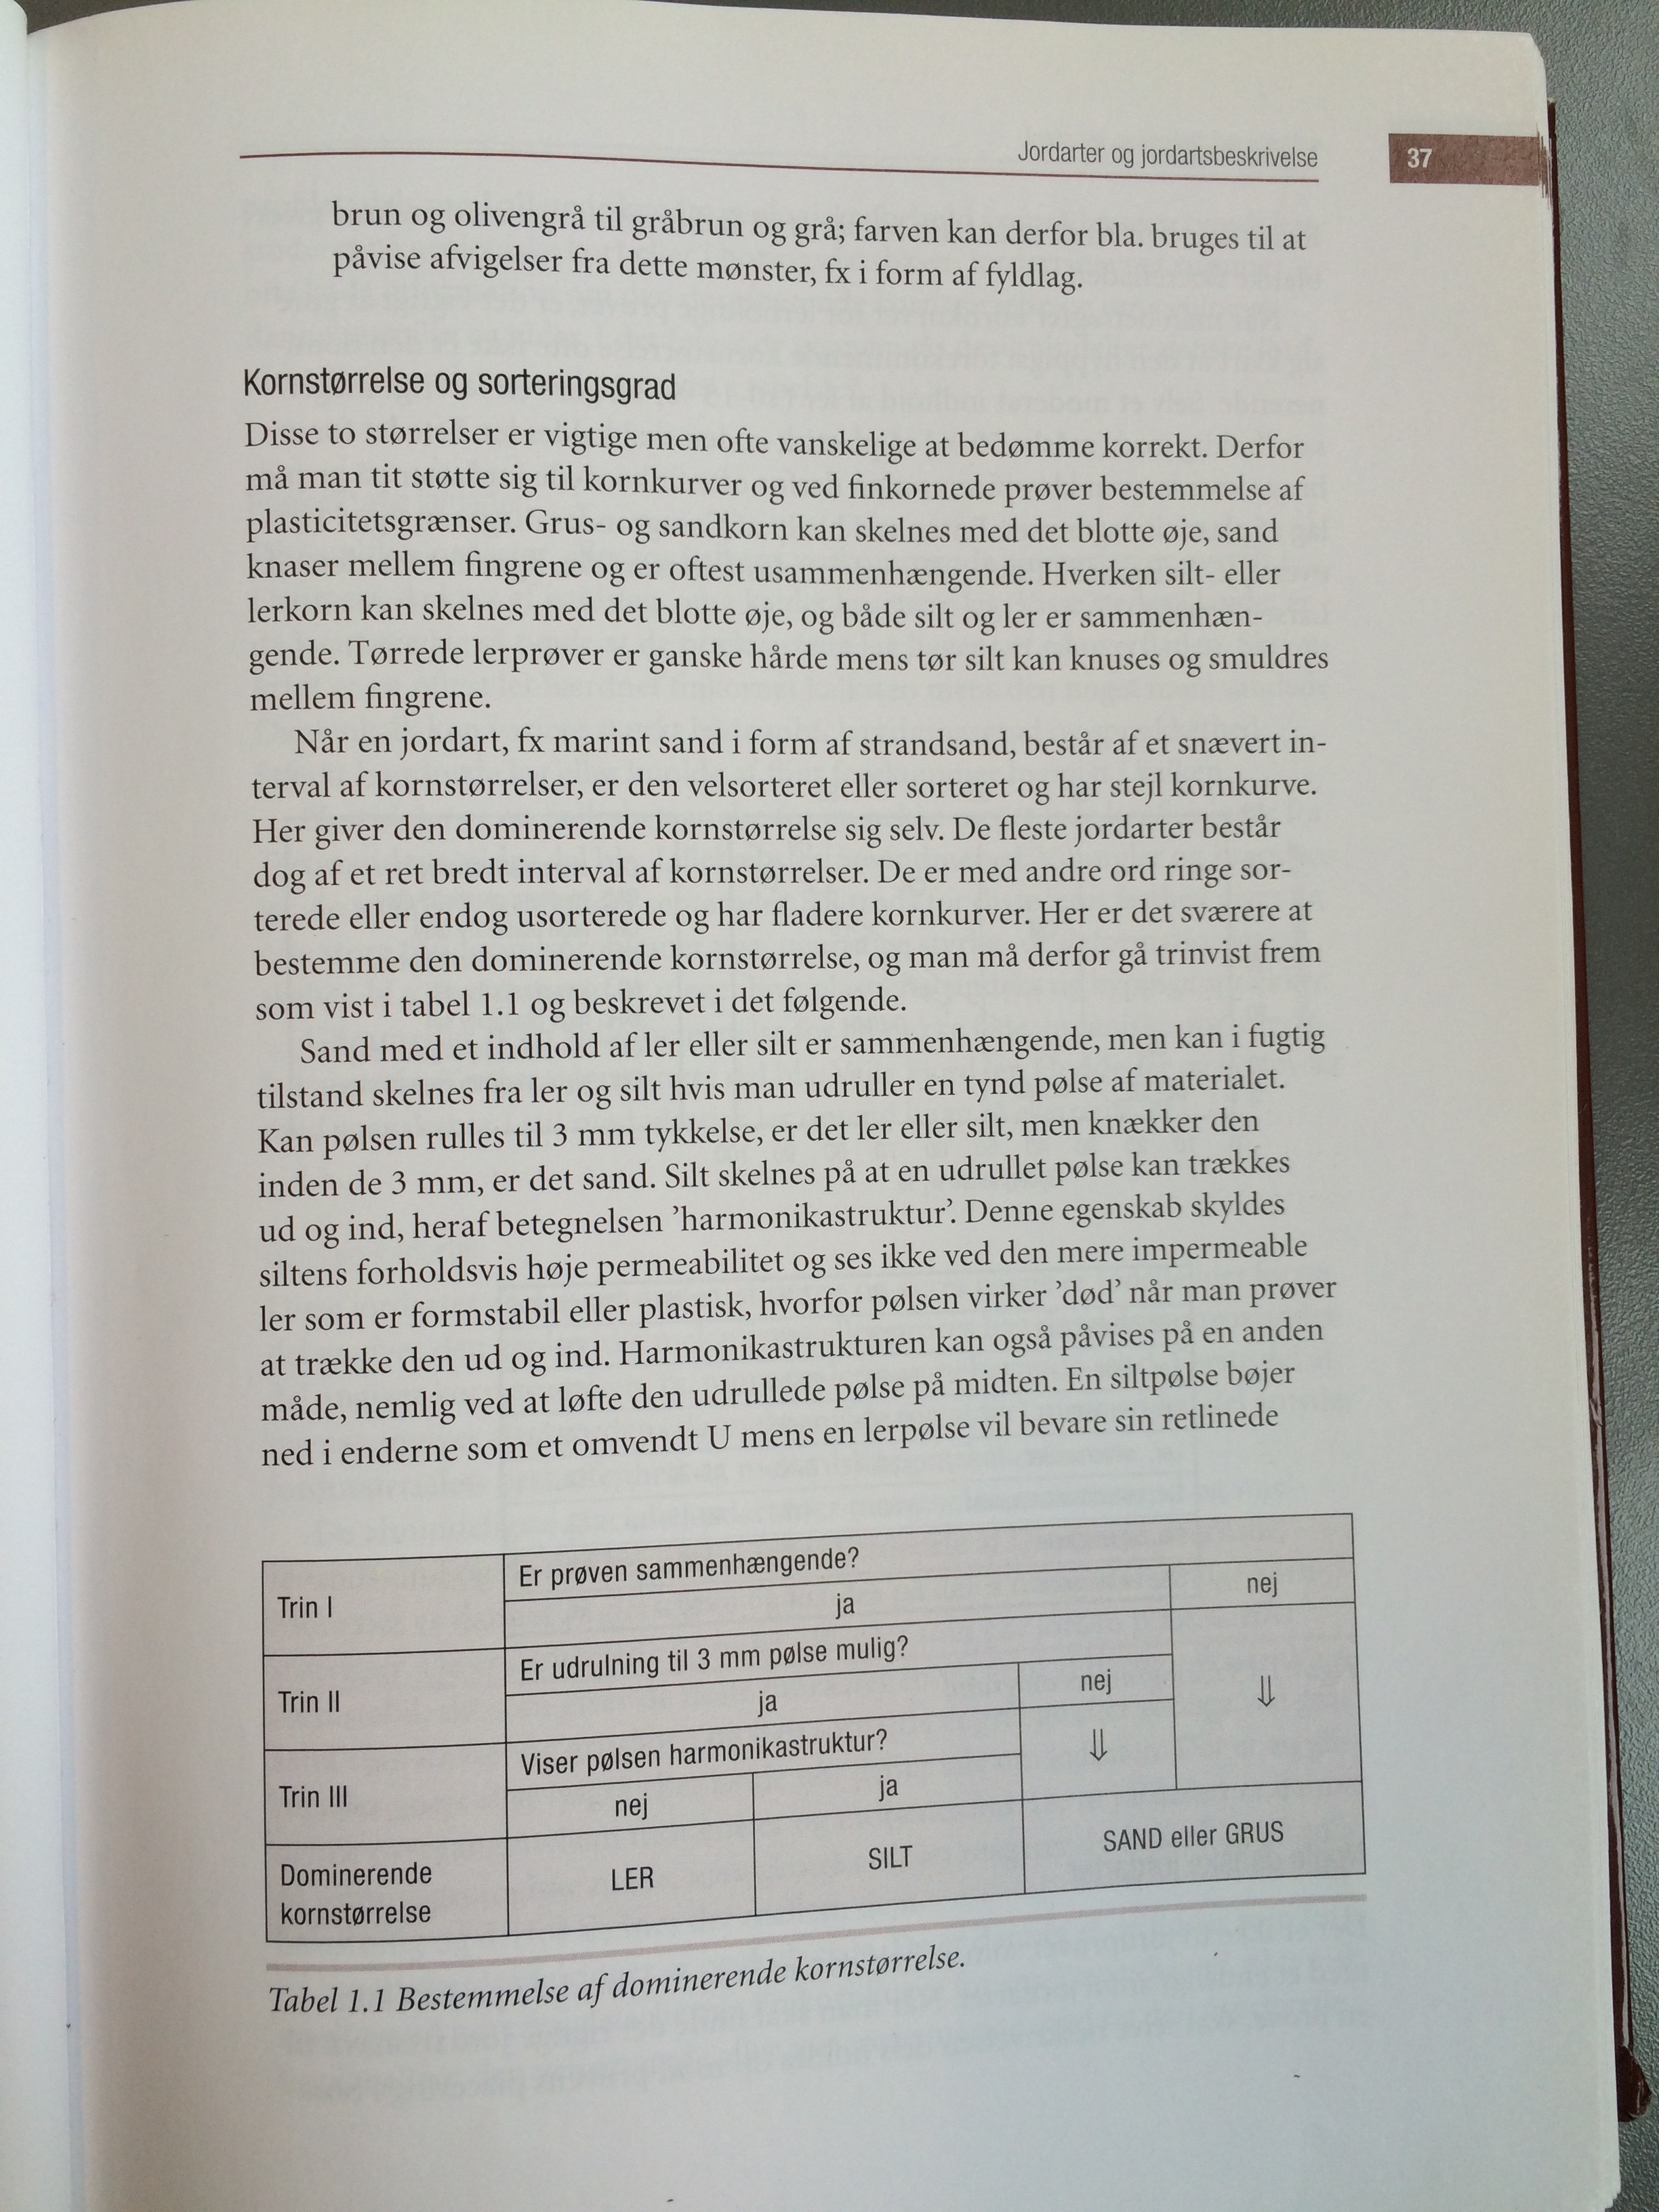 Jordarter og jordartsbeskrivelse 37
brun og olivengrå til gråbrun og grå; farven kan derfor bla. bruges til at
påvise afvigelser fra dette mønster, fx i form af fyldlag.
Kornstørrelse og sorteringsgrad
Disse to størrelser er vigtige men ofte vanskelige at bedømme korrekt. Derfor
må man tit støtte sig til kornkurver og ved finkornede prøver bestemmelse af
plasticitetsgrænser. Grus- og sandkorn kan skelnes med det blotte øje, sand
knaser mellem fingrene og er oftest usammenhængende. Hverken silt- eller
lerkorn kan skelnes med det blotte øje, og både silt og ler er sammenhæn-
gende. Tørrede lerprøver er ganske hårde mens tør silt kan knuses og smuldres
mellem fingrene.
Når en jordart, fx marint sand i form af strandsand, består af et snævert in-
terval af kornstørrelser, er den velsorteret eller sorteret og har stejl kornkurve.
Her giver den dominerende kornstørrelse sig selv. De fleste jordarter består
dog af et ret bredt interval af kornstørrelser. De er med andre ord ringe sor-
terede eller endog usorterede og har fladere kornkurver. Her er det sværere at
bestemme den dominerende kornstørrelse, og man må derfor gå trinvist frem
som vist i tabel 1.1 og beskrevet i det følgende.
Sand med et indhold af ler eller silt er sammenhængende, men kan i fugtig
tilstand skelnes fra ler og silt hvis man udruller en tynd pølse af materialet.
Kan pølsen rulles til 3 mm tykkelse, er det ler eller silt, men knækker den
inden de 3 mm, er det sand. Silt skelnes på at en udrullet pølse kan trækkes
ud og ind, heraf betegnelsen ’harmonikastruktur’. Denne egenskab skyldes
siltens forholdsvis høje permeabilitet og ses ikke ved den mere impermeable
ler som er formstabil eller plastisk, hvorfor pølsen virker ’død’ når man prøver
at trække den ud og ind. Harmonikastrukturen kan også påvises på en anden
måde, nemlig ved at løfte den udrullede pølse på midten. En siltpølse bøjer
ned i enderne som et omvendt U mens en lerpølse vil bevare sin retlinede
Trin I
Er prøven sammenhængende?
ja nej
Trin II
Er udrulning til 3 mm pølse mulig?
ja nej ⇓
Trin III
Viser pølsen harmonikastruktur? ⇓
nej ja
Dominerende
kornstørrelse
LER SILT SAND eller GRUS
Tabel 1.1 Bestemmelse af dominerende kornstørrelse.